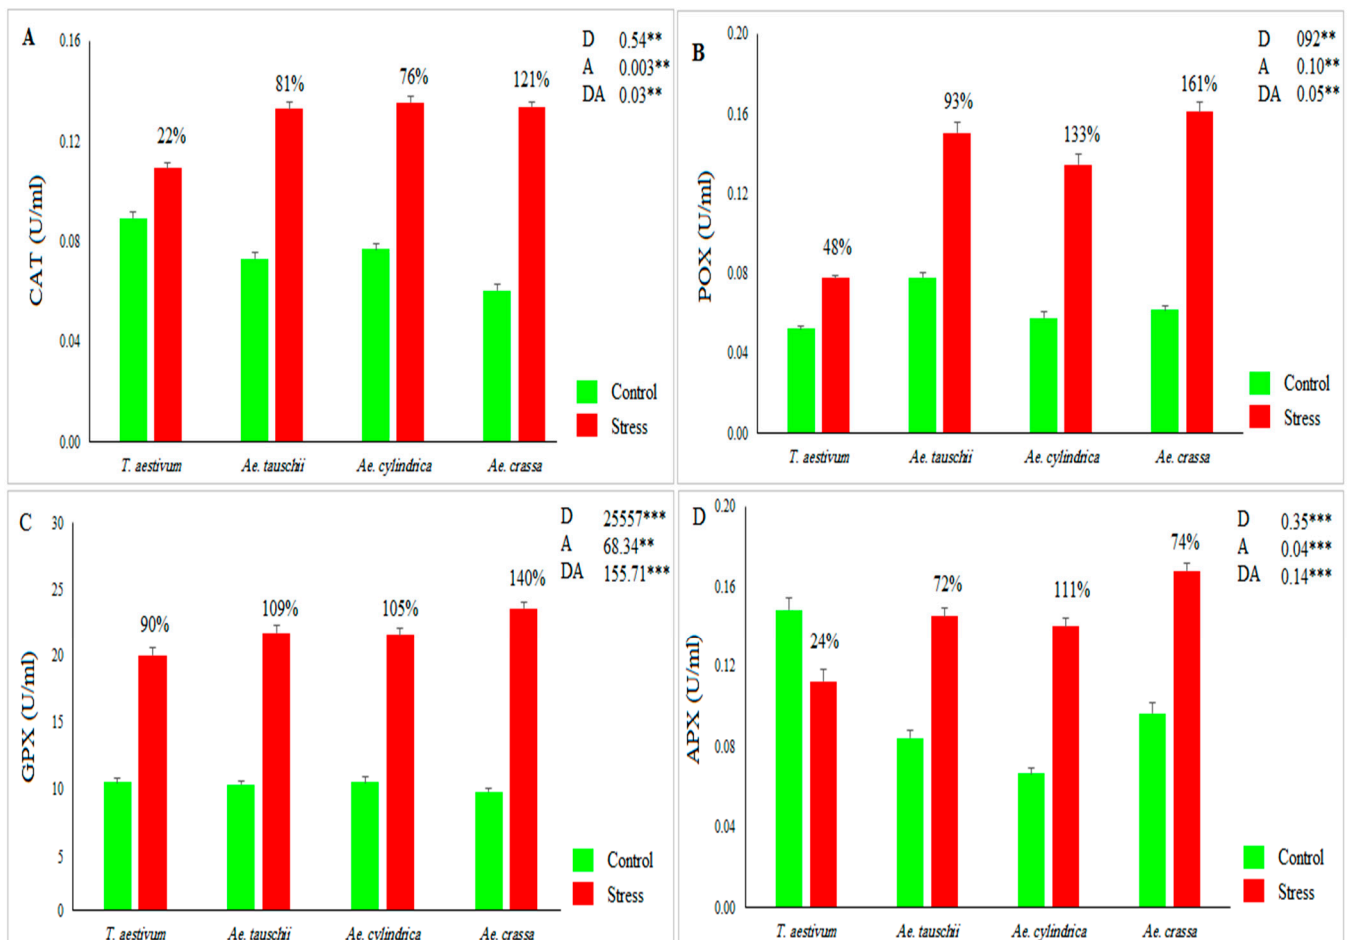 A
0.16
0.12
0.08
0.04
0.00
CAT (U/ml)
22%
81%
76%
121%
D 0.54**
A 0.003**
DA 0.03**
Control
Stress
T. aestivum Ae. tauschii Ae. cylindrica Ae. crassa
B
0.20
0.16
0.12
0.08
0.04
0.00
POX (U/ml)
48%
93%
133%
161%
D 092**
A 0.10**
DA 0.05**
Control
Stress
T. aestivum Ae. tauschii Ae. cylindrica Ae. crassa
C
30
25
20
15
10
5
0
GPX (U/ml)
90%
109%
105%
140%
D 25557***
A 68.34**
DA 155.71***
Control
Stress
T. aestivum Ae. tauschii Ae. cylindrica Ae. crassa
D
0.20
0.16
0.12
0.08
0.04
0.00
APX (U/ml)
24%
72%
111%
74%
D 0.35***
A 0.04***
DA 0.14***
Control
Stress
T. aestivum Ae. tauschii Ae. cylindrica Ae. crassa